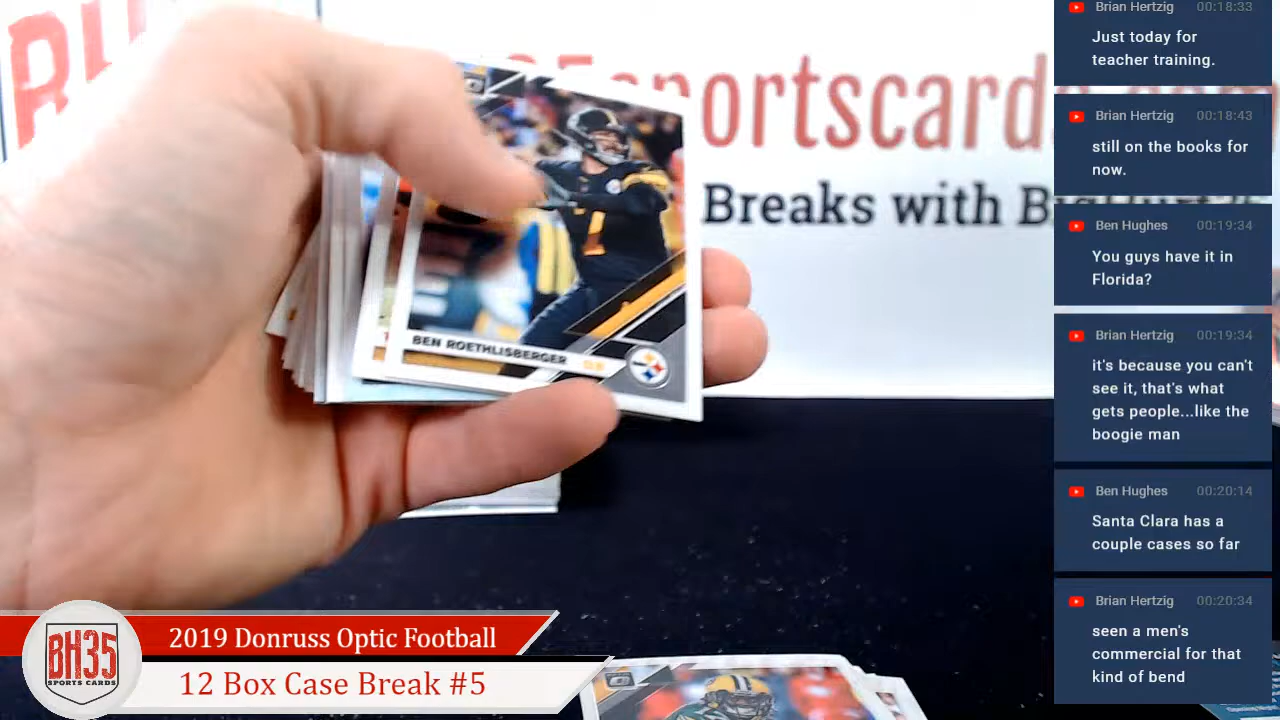 Brian Hertzig 00:18:33
Just today for
teacher training.
Brian Hertzig 00:18:43
still on the books for
now.
Ben Hughes 00:19:34
You guys have it in
Florida?
Brian Hertzig 00:19:34
it's because you can't
see it, that's what
gets people...like the
boogie man
Ben Hughes 00:20:14
Santa Clara has a
couple cases so far
Brian Hertzig 00:20:34
seen a men's
commercial for that
kind of bend
sportscard
Breaks with
BEN ROETHLISBERGER QB
BH35
SPORTS CARDS
2019 Donruss Optic Football
12 Box Case Break #5